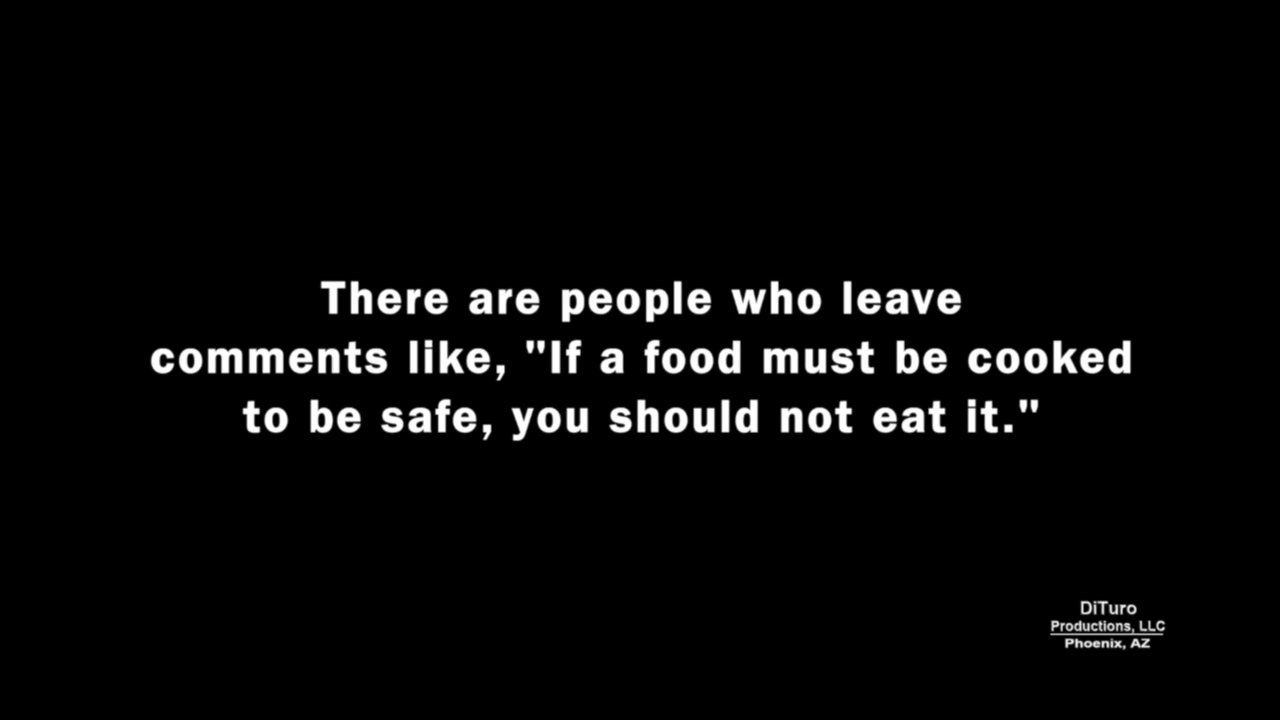 There are people who leave
comments like, "If a food must be cooked
to be safe, you should not eat it."
DiTuro
Productions, LLC
Phoenix, AZ